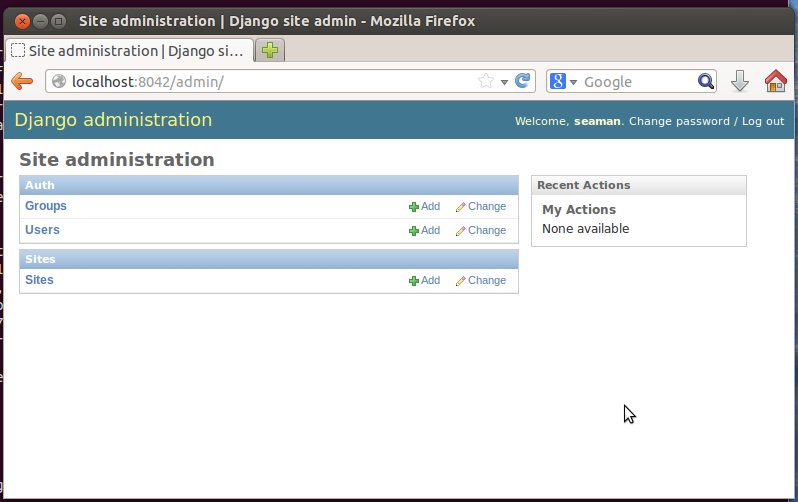 Site administration | Django site admin - Mozilla Firefox
Site administration | Django si...
localhost:8042/admin/
Google
Django administration
Welcome, seaman. Change password / Log out
Site administration
Auth
Groups Add Change
Users Add Change
Sites
Sites Add Change
Recent Actions
My Actions
None available